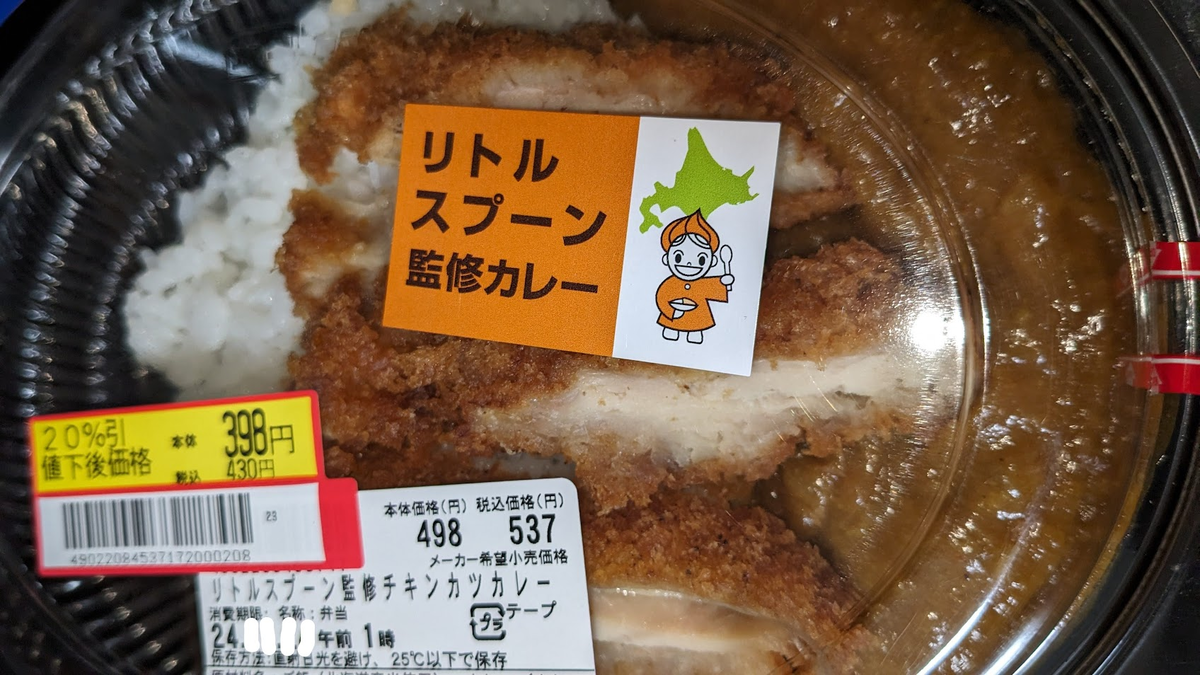 リトル
スプーン
監修カレー
20%引 本体 398円
値下後価格 税込 430円
23
49022084537172000208
本体価格(円) 税込価格(円)
498 537
メーカー希望小売価格
リトルスプーン監修チキンカツカレー
消費期限: 名称:弁当
プラ テープ
24. 午前 1時
保存方法:直射日光を避け、25℃以下で保存